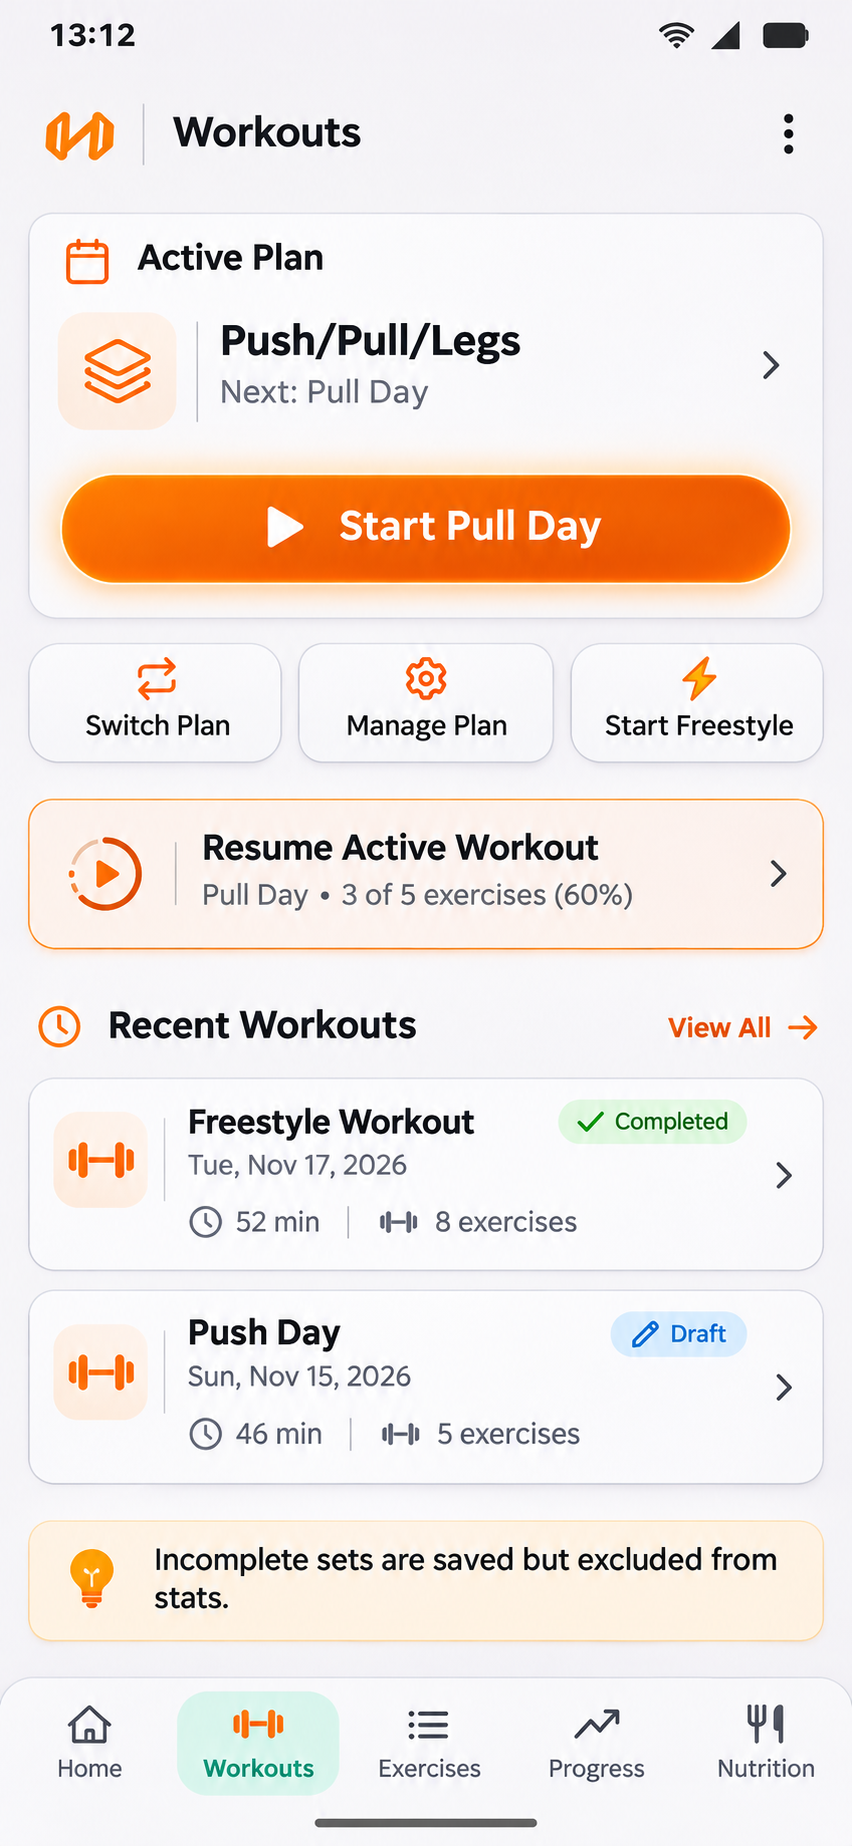 13:12
Workouts
Active Plan
Push/Pull/Legs
Next: Pull Day
Start Pull Day
Switch Plan
Manage Plan
Start Freestyle
Resume Active Workout
Pull Day • 3 of 5 exercises (60%)
Recent Workouts
View All
Freestyle Workout
Completed
Tue, Nov 17, 2026
52 min
8 exercises
Push Day
Draft
Sun, Nov 15, 2026
46 min
5 exercises
Incomplete sets are saved but excluded from
stats.
Home
Workouts
Exercises
Progress
Nutrition